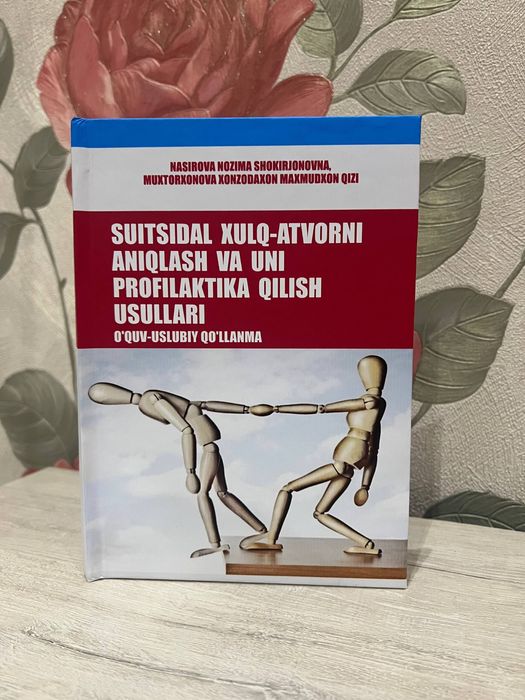 NASIROVA NOZIMA SHOKIRJONOVNA,
MUXTORXONOVA XONZODAXON MAXMUDXON QIZI
SUITSIDAL XULQ-ATVORNI
ANIQLASH VA UNI
PROFILAKTIKA QILISH
USULLARI
O'QUV-USLUBIY QO'LLANMA